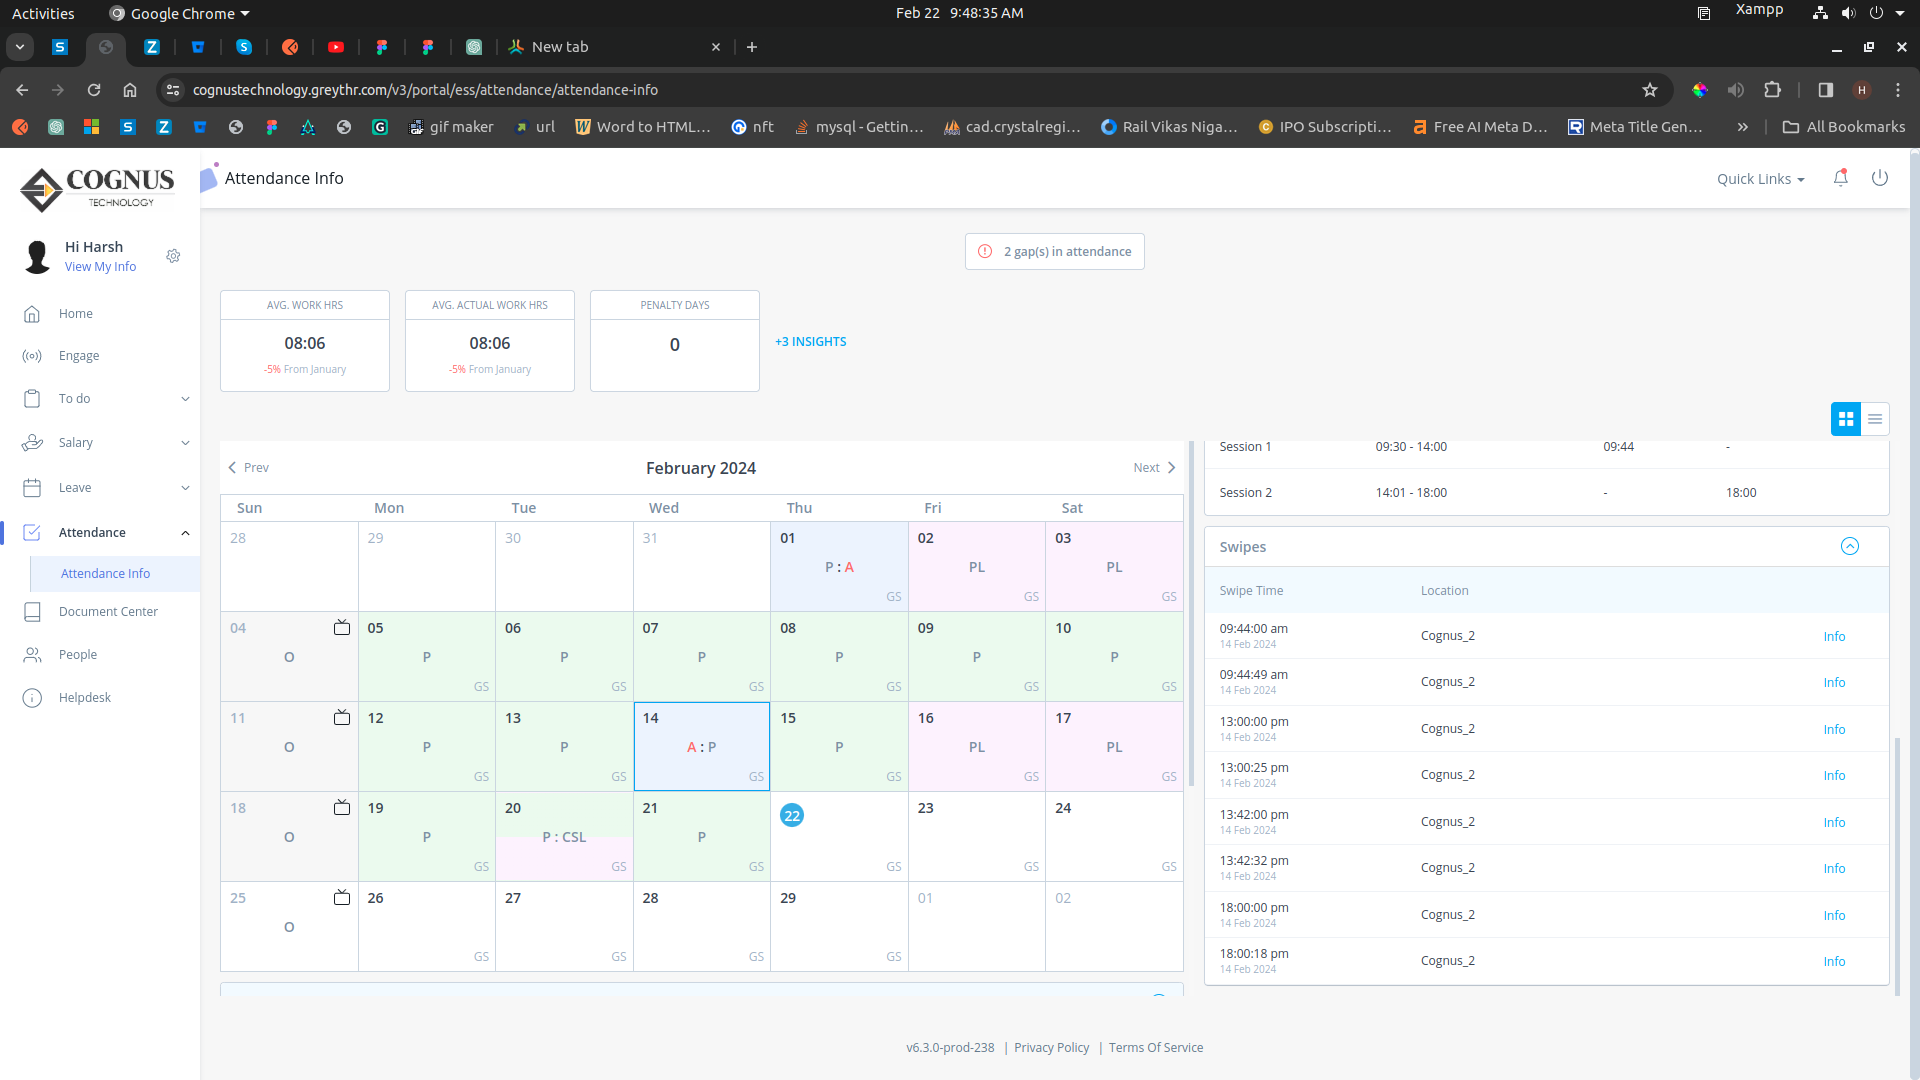 Activities
Google Chrome
Feb 22 9:48:35 AM
Xampp
New tab
cognustechnology.greythr.com/v3/portal/ess/attendance/attendance-info
H
gif maker
url
Word to HTML...
nft
mysql - Gettin...
cad.crystalregi...
Rail Vikas Niga...
IPO Subscripti...
Free AI Meta D...
Meta Title Gen...
All Bookmarks
COGNUS
TECHNOLOGY
Attendance Info
Quick Links
Hi Harsh
View My Info
2 gap(s) in attendance
Home
Engage
To do
Salary
Leave
Attendance
Attendance Info
Document Center
People
Helpdesk
AVG. WORK HRS
08:06
-5% From January
AVG. ACTUAL WORK HRS
08:06
-5% From January
PENALTY DAYS
0
+3 INSIGHTS
Prev
February 2024
Next
Sun Mon Tue Wed Thu Fri Sat
28 29 30 31 01 02 03
P : A PL PL
GS GS GS
04 05 06 07 08 09 10
O P P P P P P
GS GS GS GS GS GS
11 12 13 14 15 16 17
O P P A : P P PL PL
GS GS GS GS GS GS
18 19 20 21 22 23 24
O P P : CSL P
GS GS GS GS GS GS
25 26 27 28 29 01 02
O
GS GS GS GS
Session 1 09:30 - 14:00 09:44 -
Session 2 14:01 - 18:00 - 18:00
Swipes
Swipe Time Location
09:44:00 am
14 Feb 2024
Cognus_2 Info
09:44:49 am
14 Feb 2024
Cognus_2 Info
13:00:00 pm
14 Feb 2024
Cognus_2 Info
13:00:25 pm
14 Feb 2024
Cognus_2 Info
13:42:00 pm
14 Feb 2024
Cognus_2 Info
13:42:32 pm
14 Feb 2024
Cognus_2 Info
18:00:00 pm
14 Feb 2024
Cognus_2 Info
18:00:18 pm
14 Feb 2024
Cognus_2 Info
v6.3.0-prod-238 | Privacy Policy | Terms Of Service